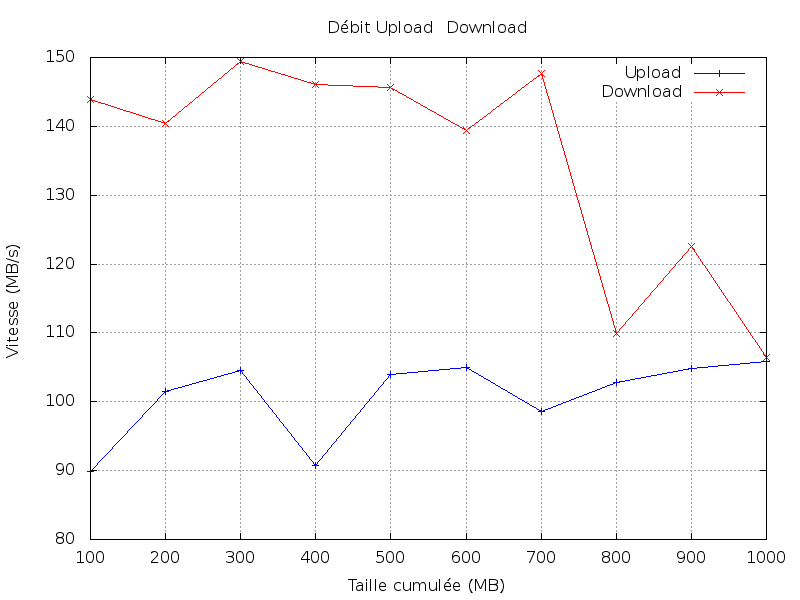 Débit Upload  Download
150
140
130
120
110
100
90
80
Upload
Download
Vitesse (MB/s)
100 200 300 400 500 600 700 800 900 1000
Taille cumulée (MB)